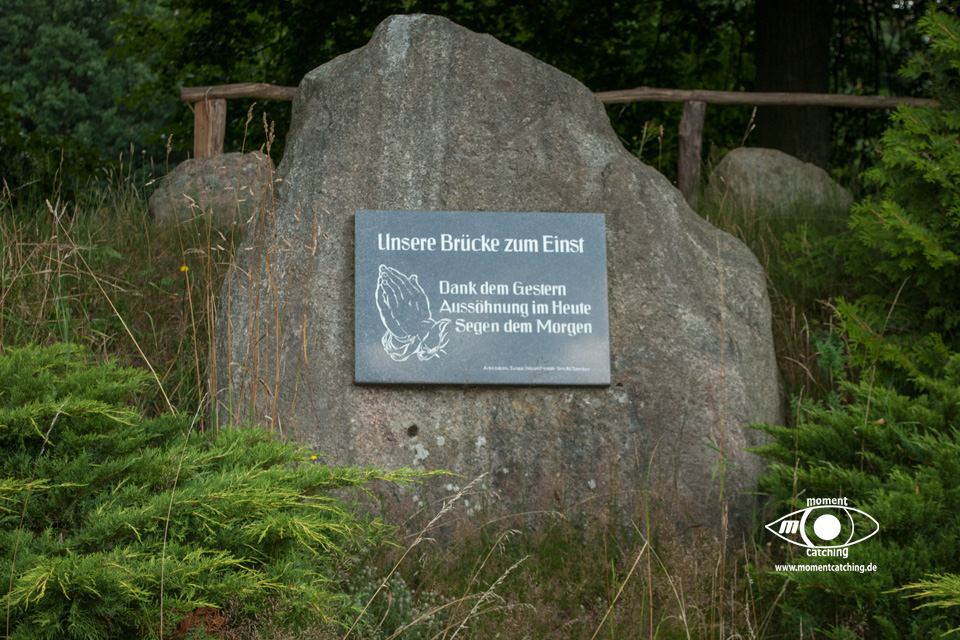 Unsere Brücke zum Einst
Dank dem Gestern
Aussöhnung im Heute
Segen dem Morgen
moment
m
catching
www.momentcatching.de